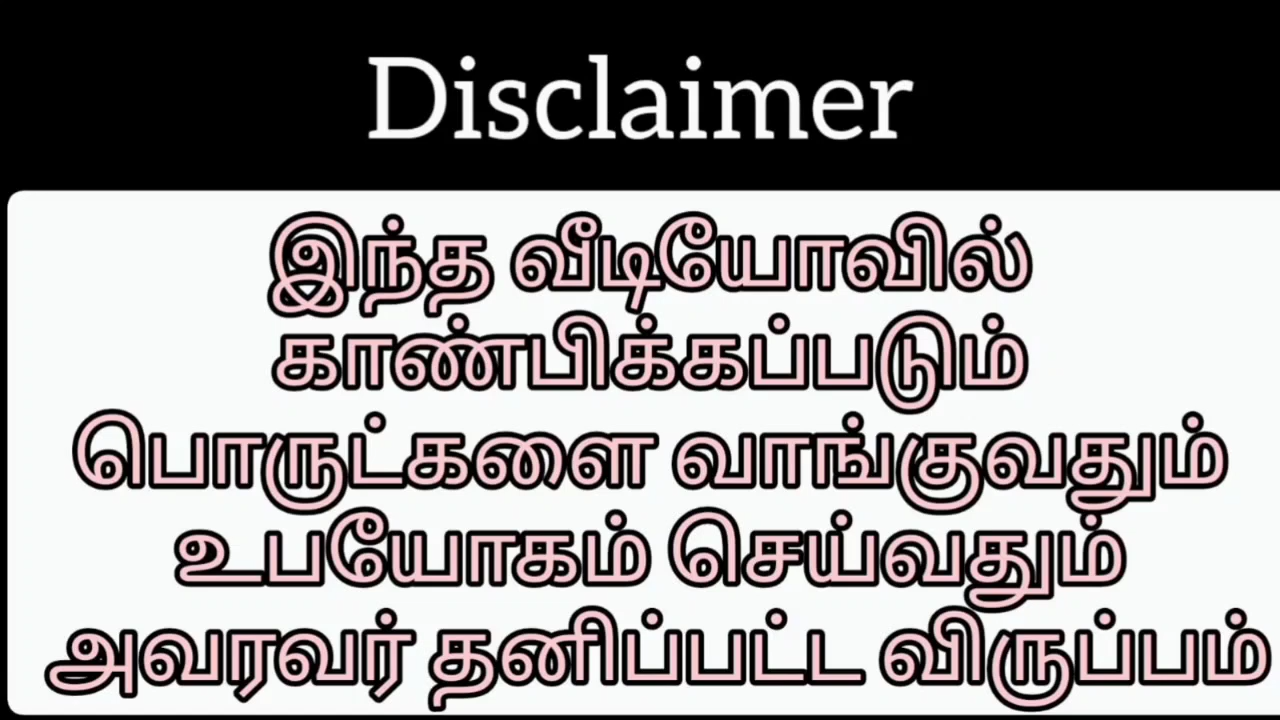 Disclaimer
இந்த வீடியோவில்
காண்பிக்கப்படும்
பொருட்களை வாங்குவதும்
உபயோகம் செய்வதும்
அவரவர் தனிப்பட்ட விருப்பம்